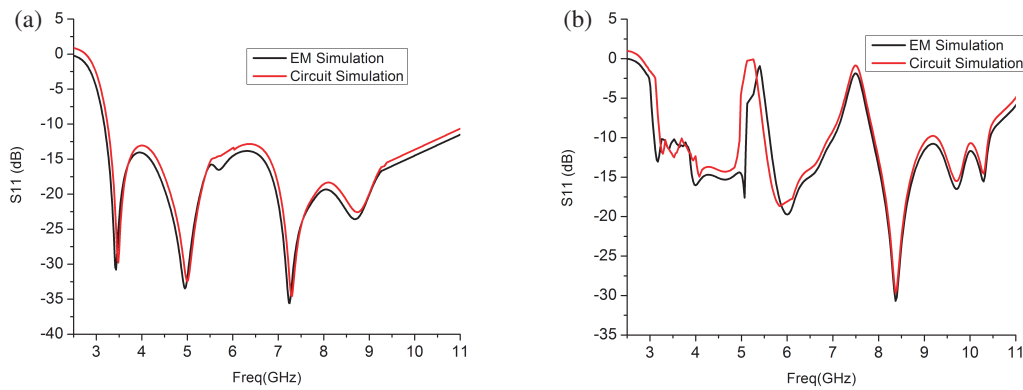 (a)
5
0
-5
-10
-15
-20
-25
-30
-35
-40
S11 (dB)
EM Simulation
Circuit Simulation
3 4 5 6 7 8 9 10 11
Freq(GHz)
(b)
5
0
-5
-10
-15
-20
-25
-30
-35
S11 (dB)
EM Simulation
Circuit Simulation
3 4 5 6 7 8 9 10 11
Freq(GHz)